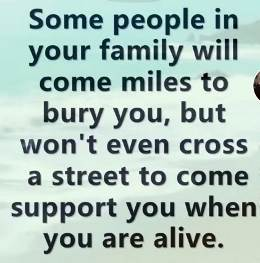 Some people in
your family will
come miles to
bury you, but
won't even cross
a street to come
support you when
you are alive.